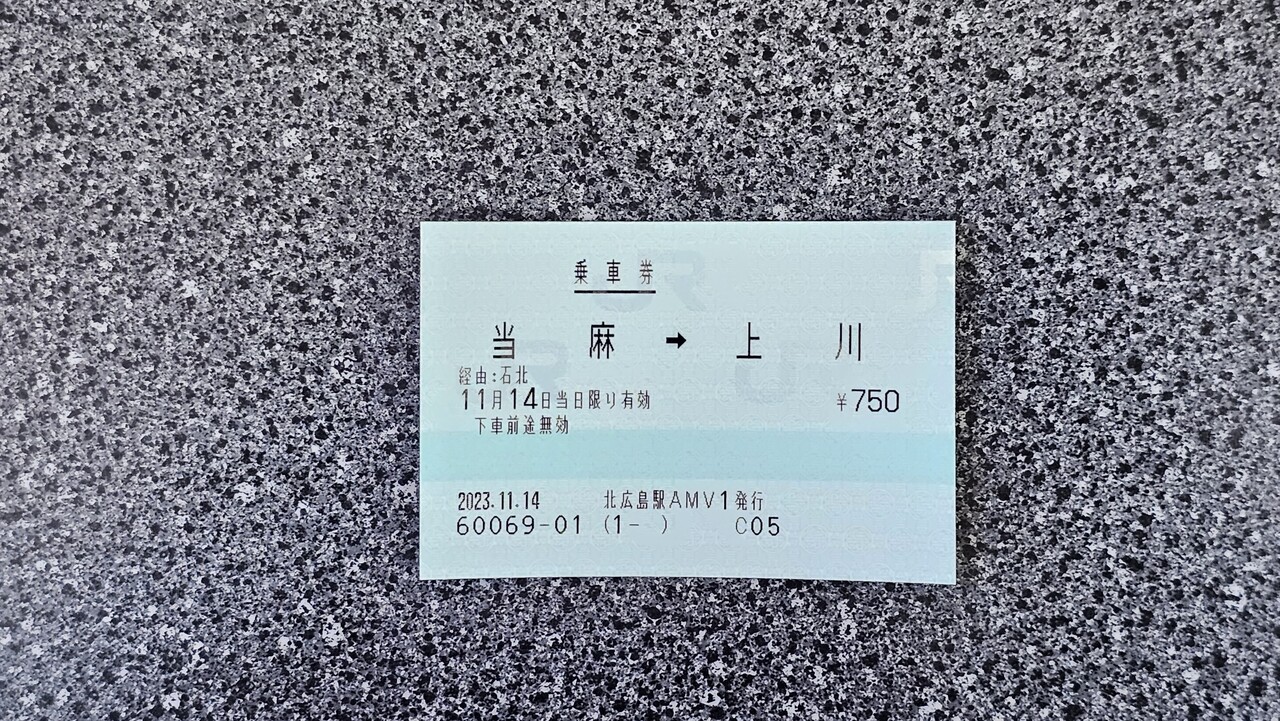 乗車券
当麻➡上川
経由:石北
11月14日当日限り有効 ¥750
下車前途無効
2023.11.14 北広島駅AMV1発行
60069-01 (1- ) C05